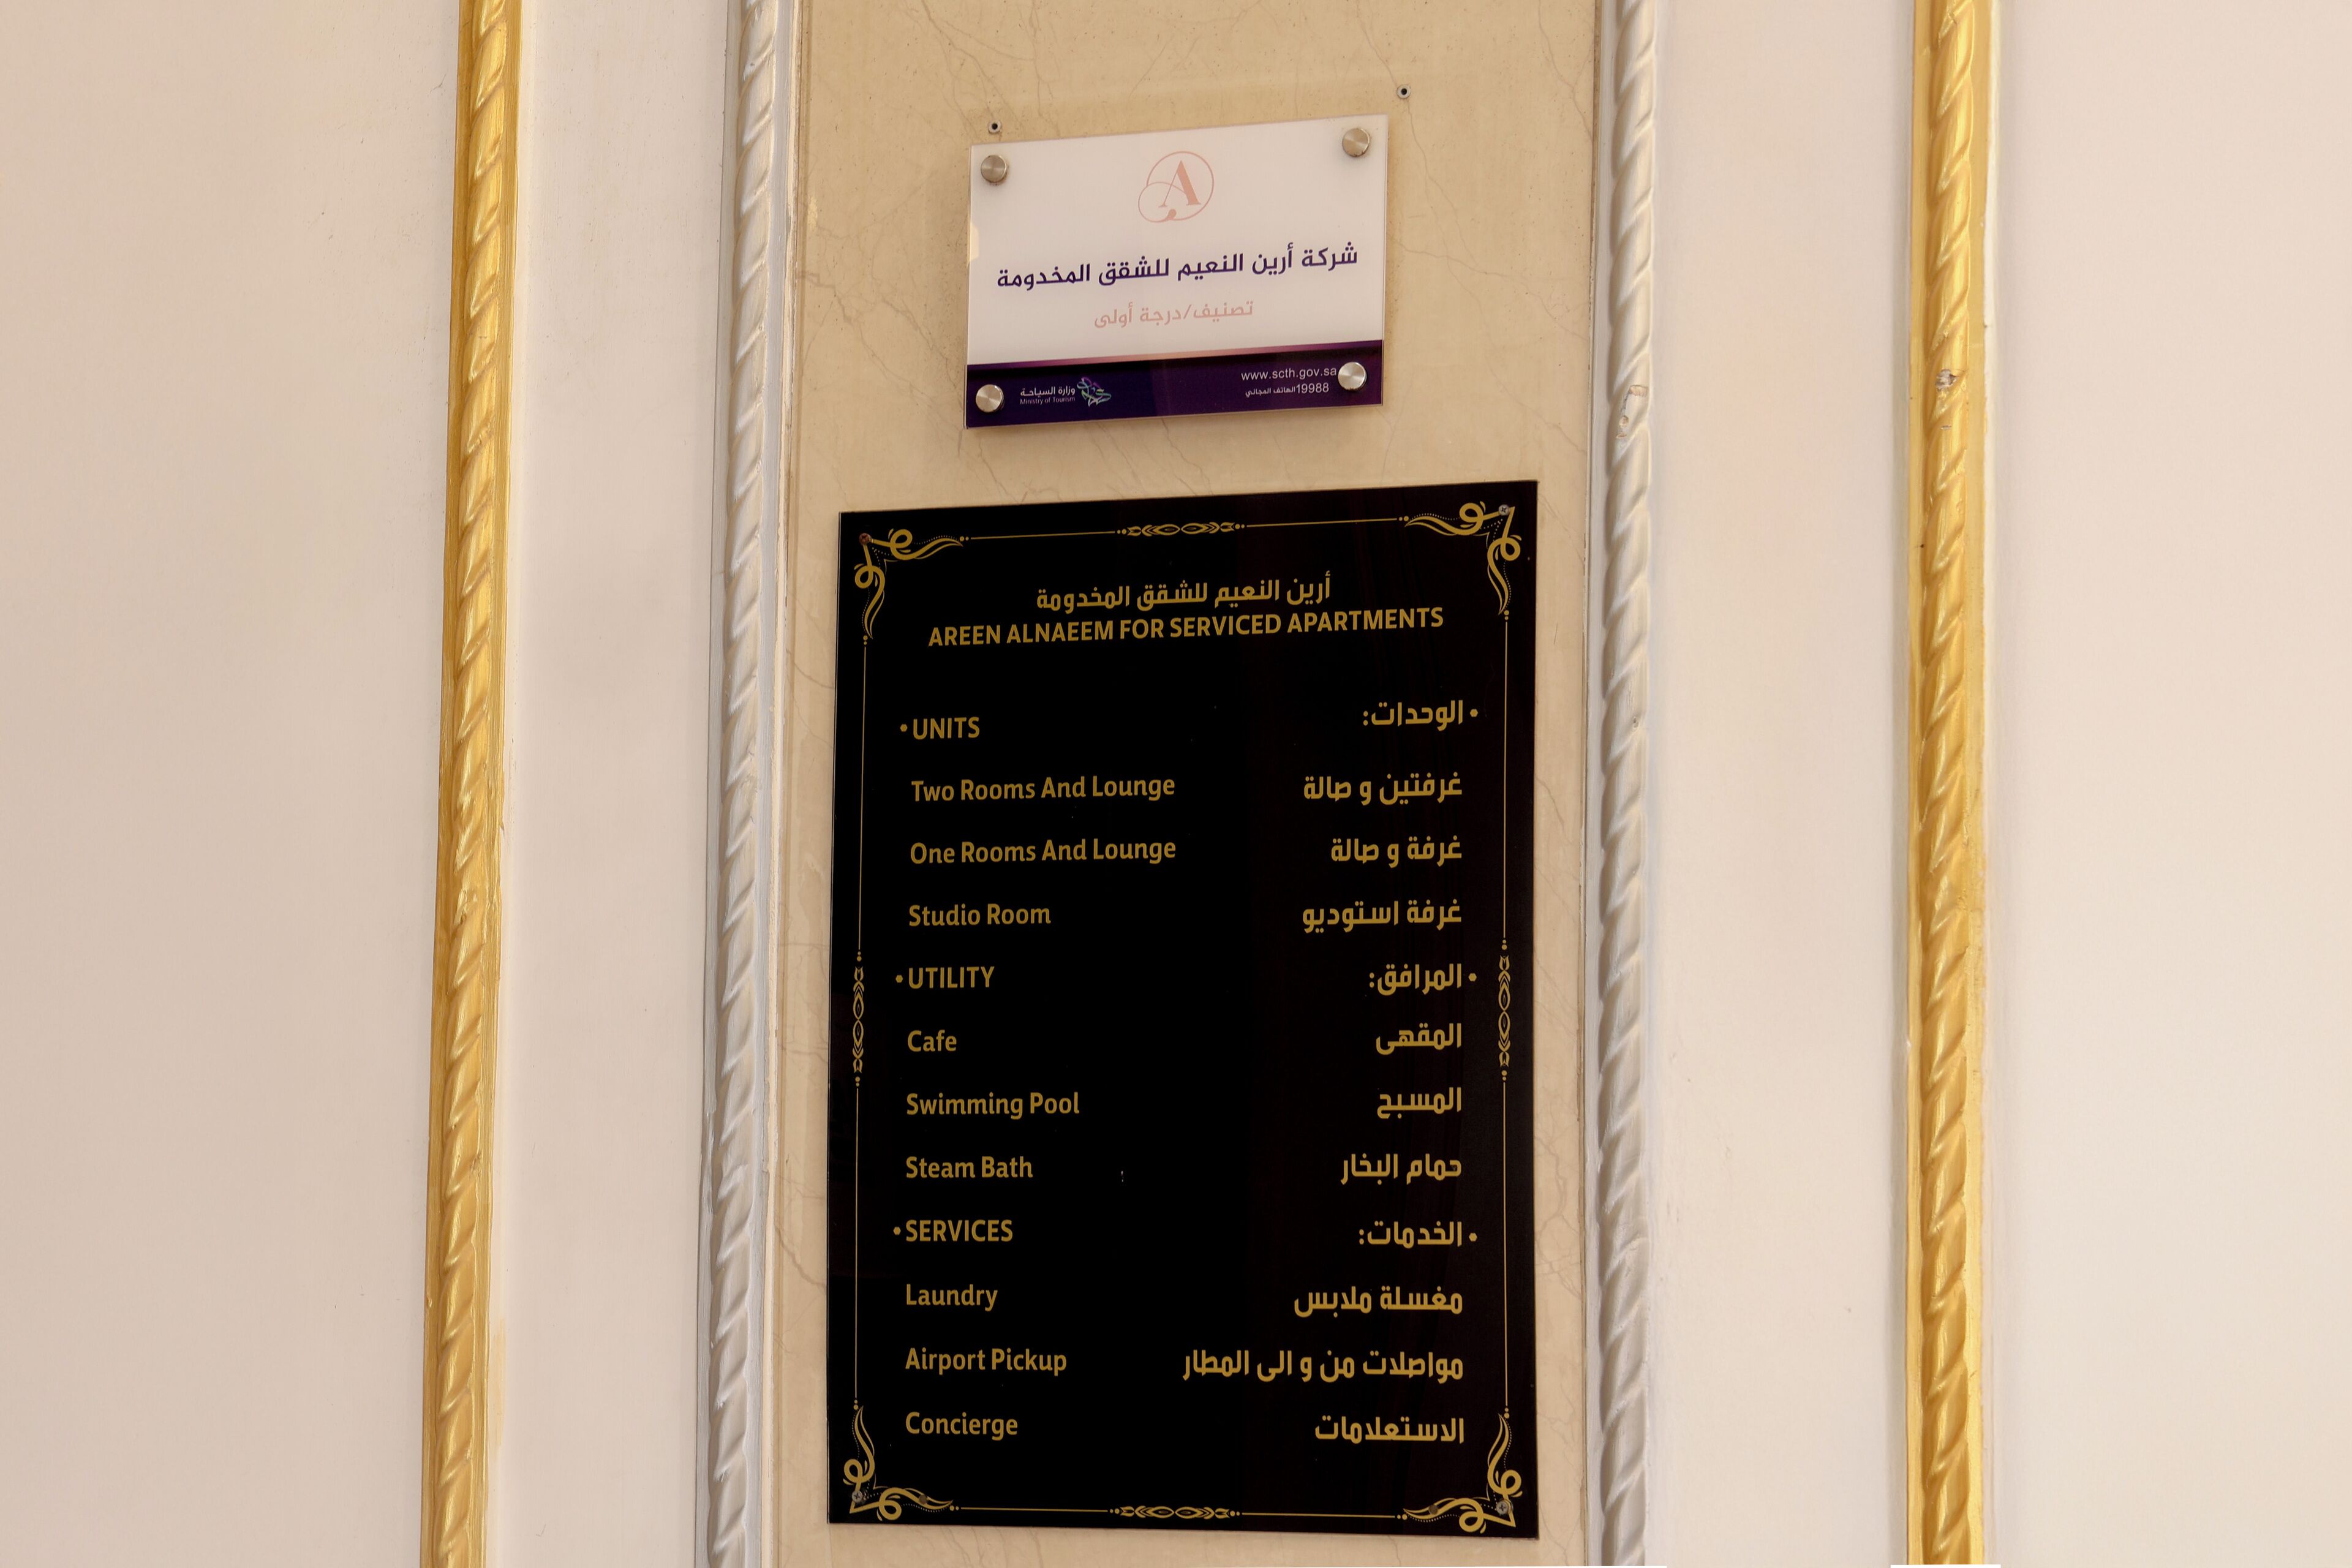 A
شركة أرين النعيم للشقق المخدومة
تصنيف/درجة أولى
www.scth.gov.sa
19988 الهاتف المجاني
وزارة السياحة
Ministry of Tourism
أرين النعيم للشقق المخدومة
AREEN ALNAEEM FOR SERVICED APARTMENTS
• UNITS
• الوحدات:
Two Rooms And Lounge
غرفتين و صالة
One Rooms And Lounge
غرفة و صالة
Studio Room
غرفة استوديو
• UTILITY
• المرافق:
Cafe
المقهى
Swimming Pool
المسبح
Steam Bath
حمام البخار
• SERVICES
• الخدمات:
Laundry
مغسلة ملابس
Airport Pickup
مواصلات من و الى المطار
Concierge
الاستعلامات